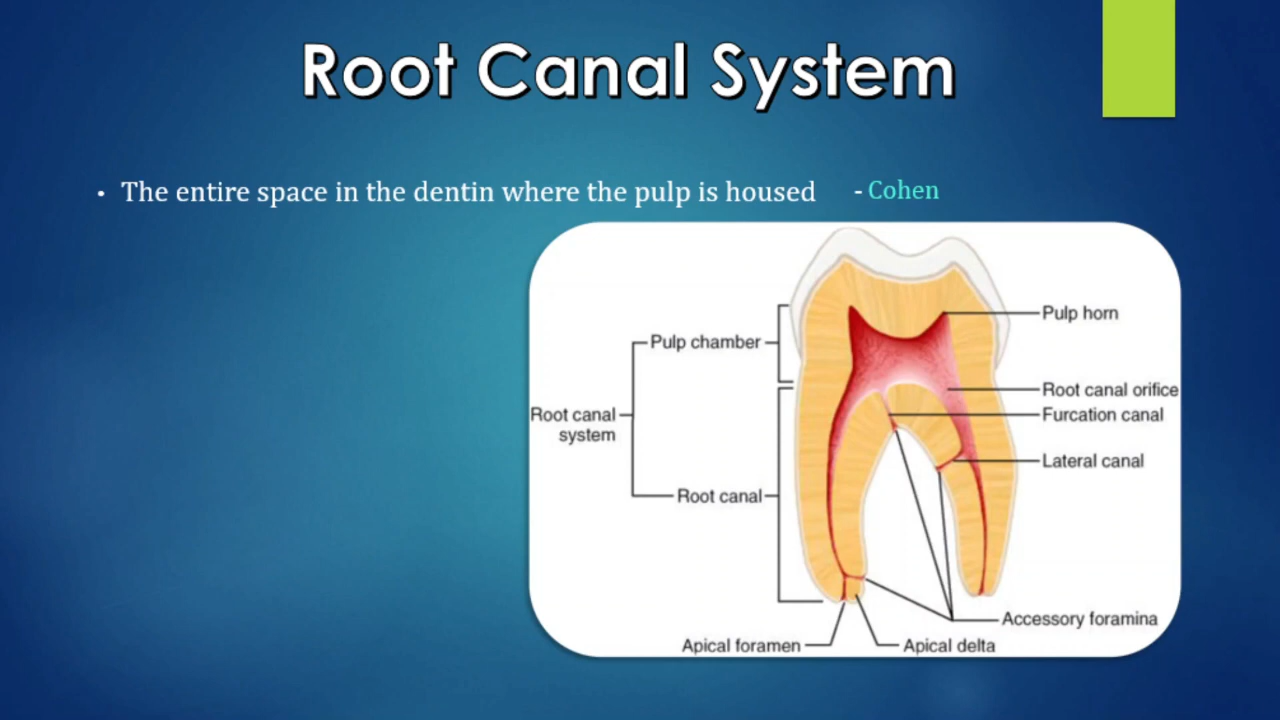 Root Canal System
• The entire space in the dentin where the pulp is housed - Cohen
Pulp horn
Pulp chamber
Root canal orifice
Root canal
system
Furcation canal
Lateral canal
Root canal
Accessory foramina
Apical foramen
Apical delta